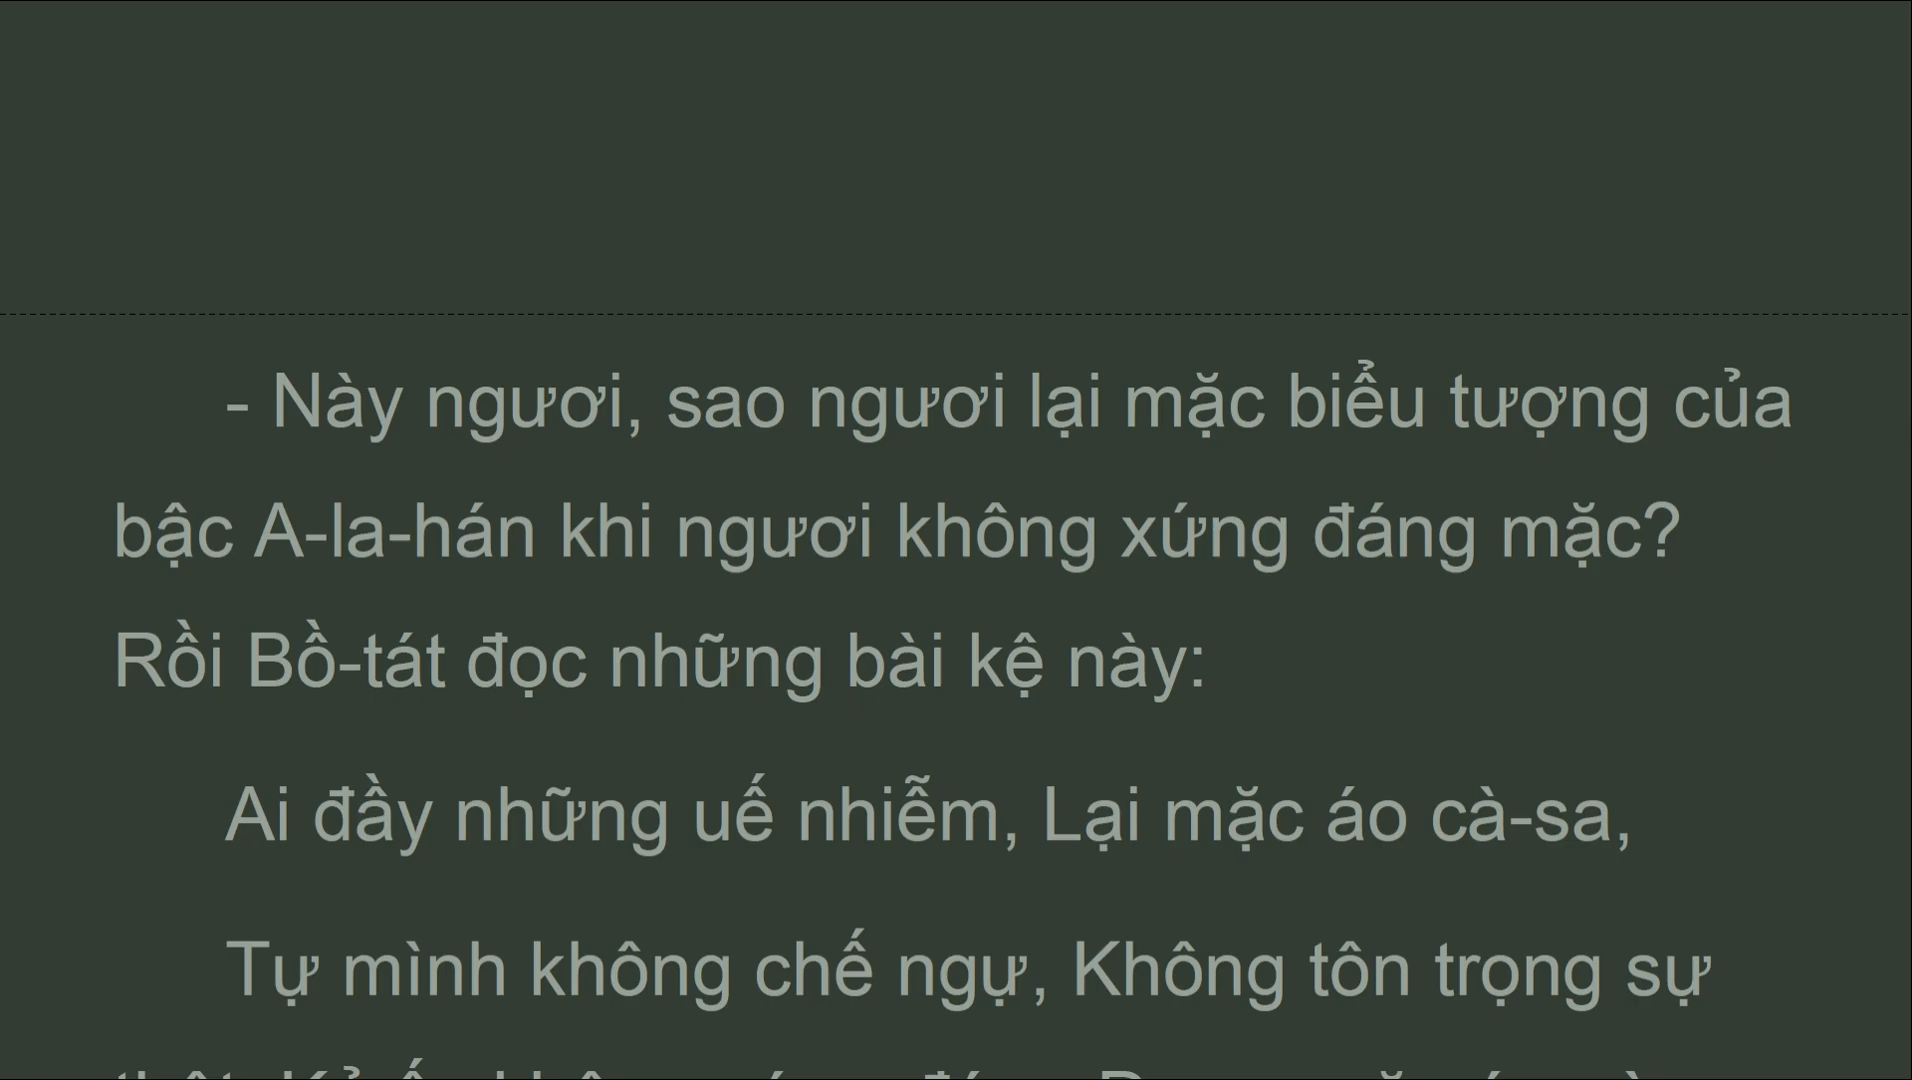 - Này ngươi, sao ngươi lại mặc biểu tượng của
bậc A-la-hán khi ngươi không xứng đáng mặc?
Rồi Bồ-tát đọc những bài kệ này:
Ai đầy những uế nhiễm, Lại mặc áo cà-sa,
Tự mình không chế ngự, Không tôn trọng sự